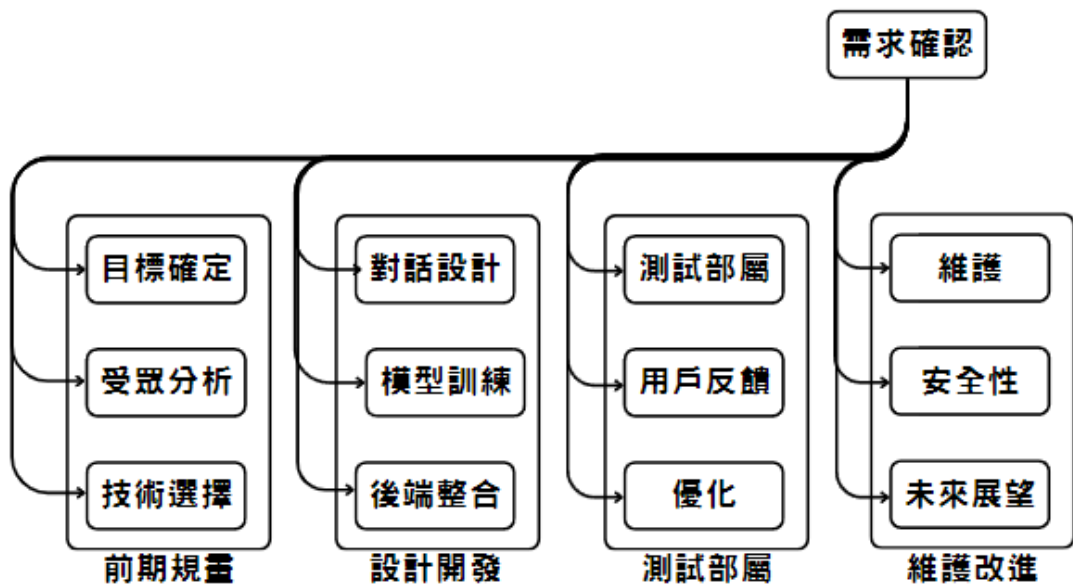 需求確認
目標確定
受眾分析
技術選擇
前期規畫
對話設計
模型訓練
後端整合
設計開發
測試部屬
用戶反饋
優化
測試部屬
維護
安全性
未來展望
維護改進